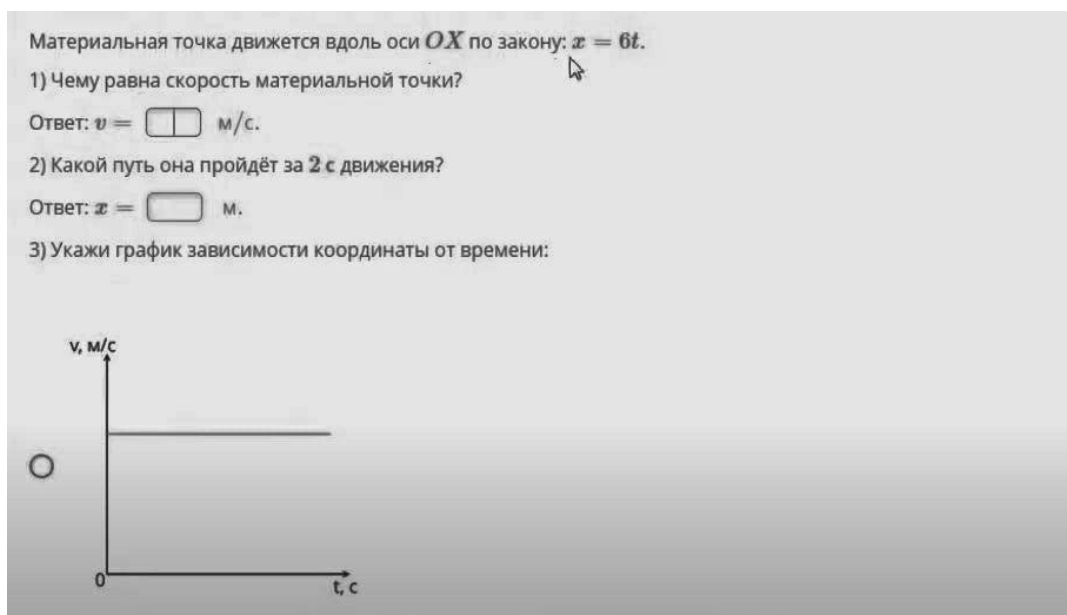 Материальная точка движется вдоль оси OX по закону: x = 6t.
1) Чему равна скорость материальной точки?
Ответ: v = м/с.
2) Какой путь она пройдёт за 2 с движения?
Ответ: x = м.
3) Укажи график зависимости координаты от времени:
v, м/с
0
t, с